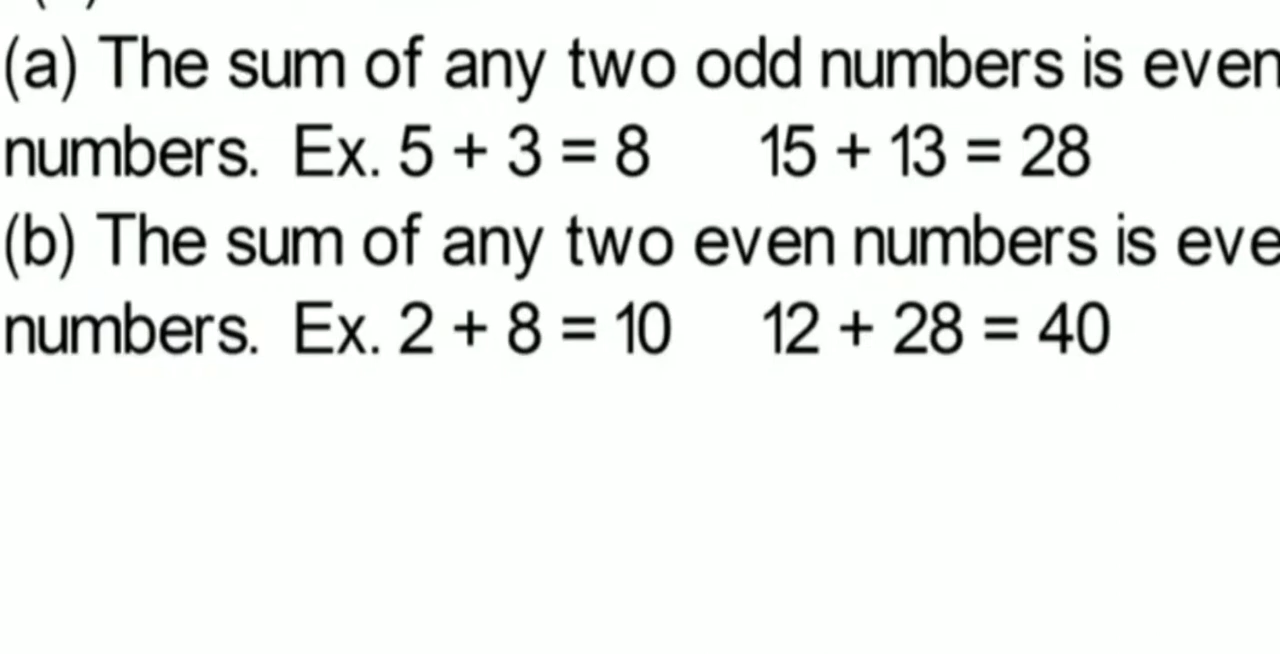 (a) The sum of any two odd numbers is even
numbers. Ex. 5 + 3 = 8 15 + 13 = 28
(b) The sum of any two even numbers is eve
numbers. Ex. 2 + 8 = 10 12 + 28 = 40